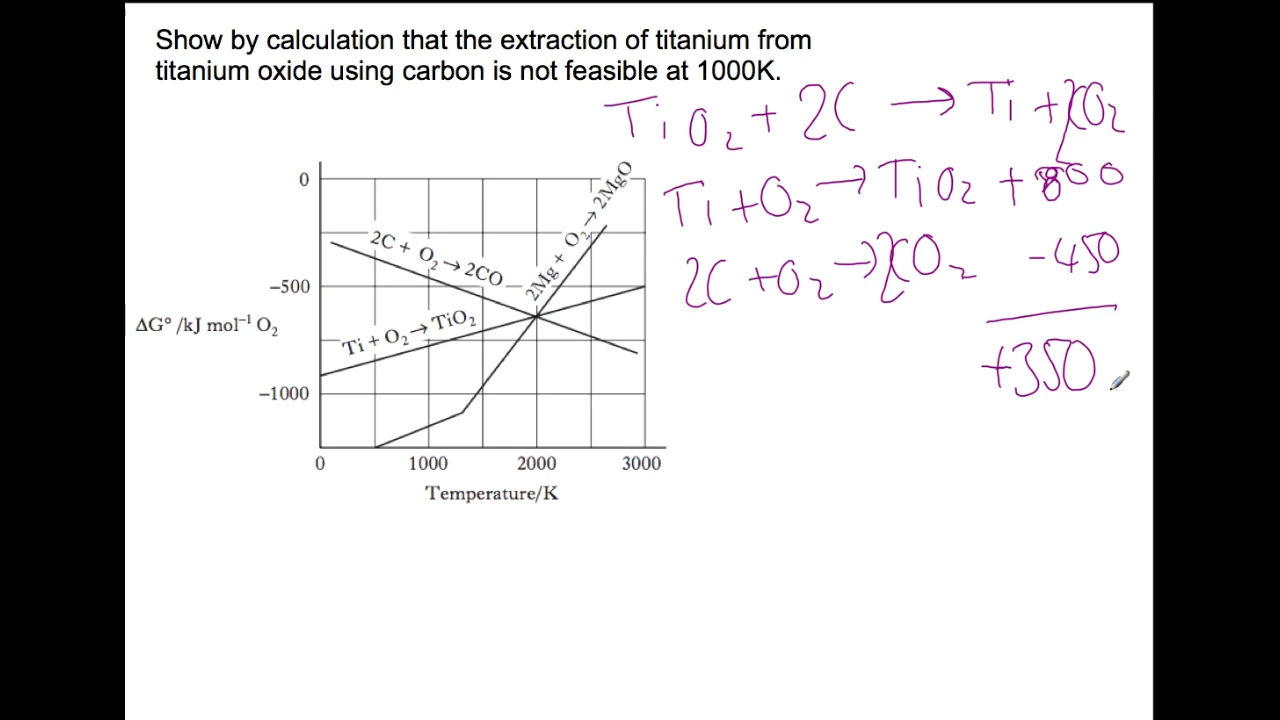 Show by calculation that the extraction of titanium from
titanium oxide using carbon is not feasible at 1000K.
TiO₂ + 2C → Ti + 2CO₂
Ti + O₂ → TiO₂ + 800
2C + O₂ → 2CO₂ - 450
+350
0
−500
−1000
ΔG° /kJ mol⁻¹ O₂
2C + O₂ → 2CO
2Mg + O₂ → 2MgO
Ti + O₂ → TiO₂
0 1000 2000 3000
Temperature/K